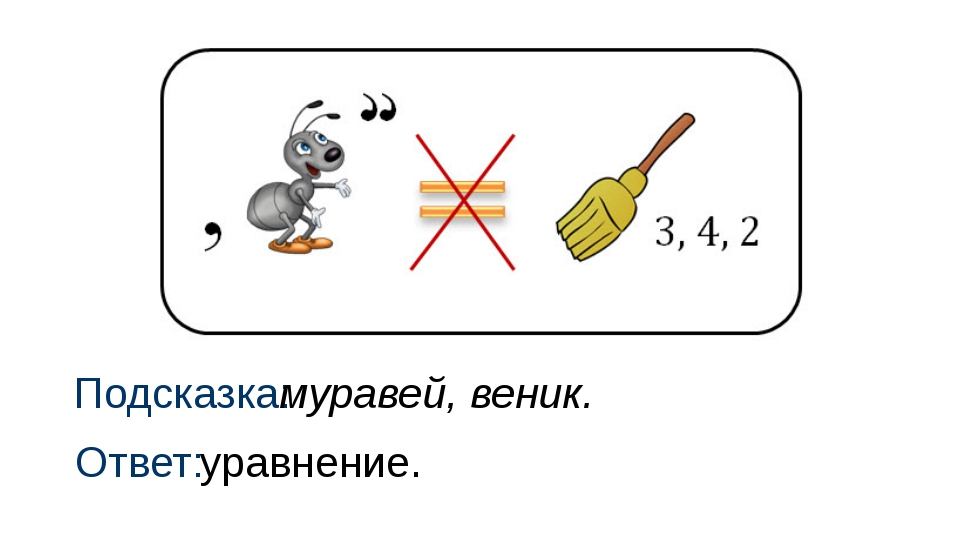 ,,
,
3, 4, 2
Подсказка: муравей, веник.
Ответ: уравнение.